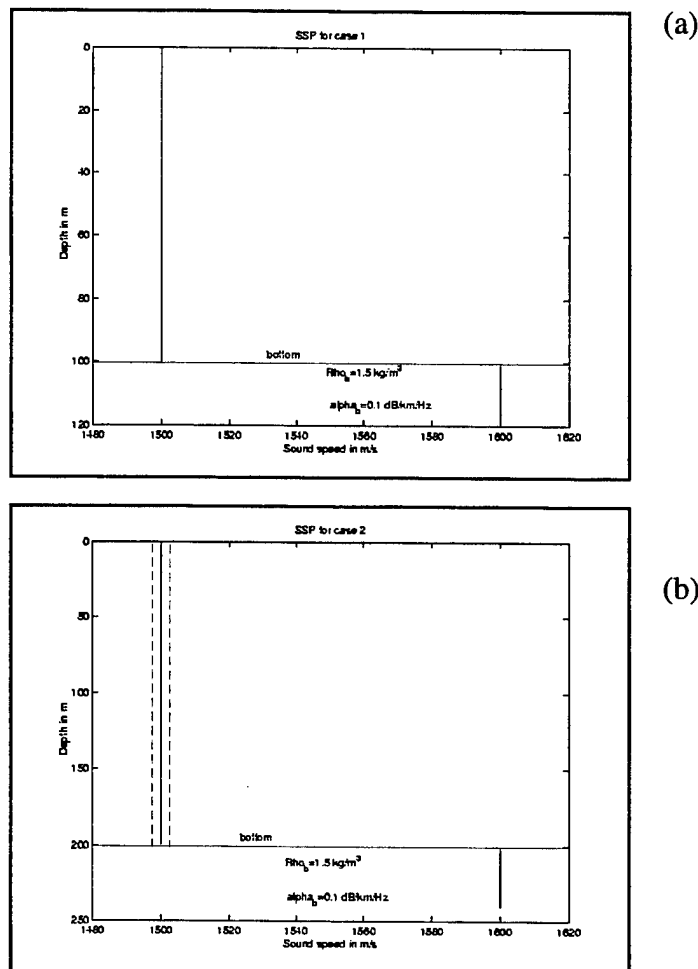 (a)
SSP for case 1
0
20
40
60
80
100
120
Depth in m
bottom
Rho_b=1.5 kg/m^3
alpha_b=0.1 dB/km/Hz
1480 1500 1520 1540 1560 1580 1600 1620
Sound speed in m/s
(b)
SSP for case 2
0
50
100
150
200
250
Depth in m
bottom
Rho_b=1.5 kg/m^3
alpha_b=0.1 dB/km/Hz
1480 1500 1520 1540 1560 1580 1600 1620
Sound speed in m/s